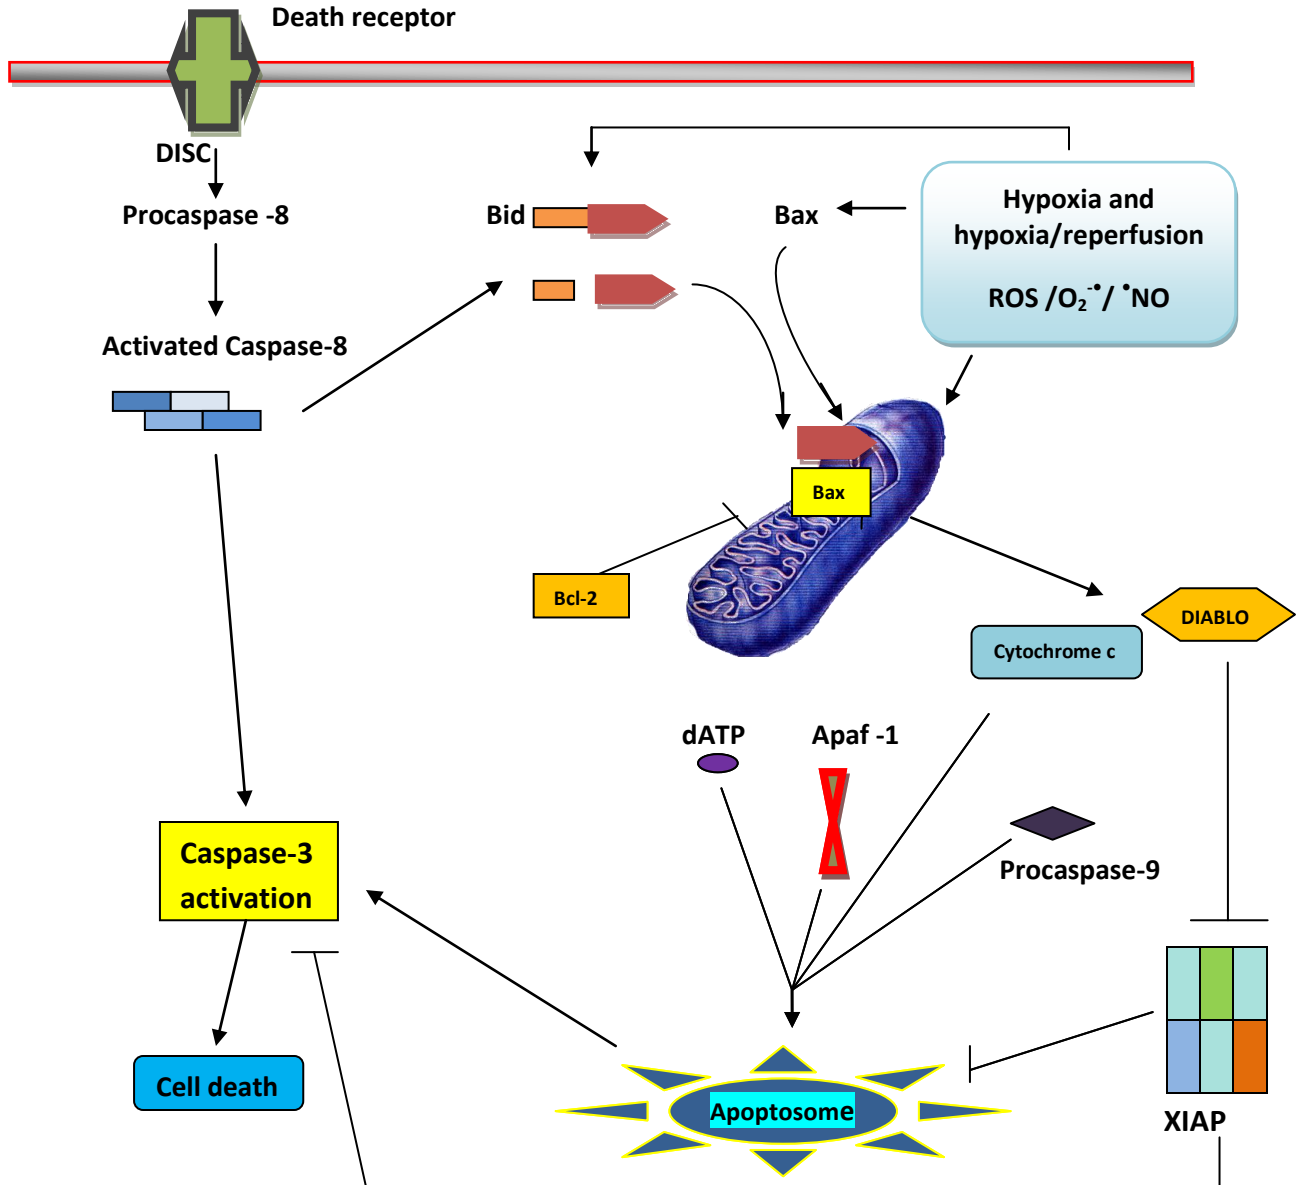 Death receptor
DISC
Procaspase -8
Bid
Bax
Hypoxia and
hypoxia/reperfusion
ROS /O₂⁻•/ •NO
Activated Caspase-8
Bax
Bcl-2
DIABLO
Cytochrome c
dATP
Apaf -1
Caspase-3
activation
Procaspase-9
Cell death
Apoptosome
XIAP